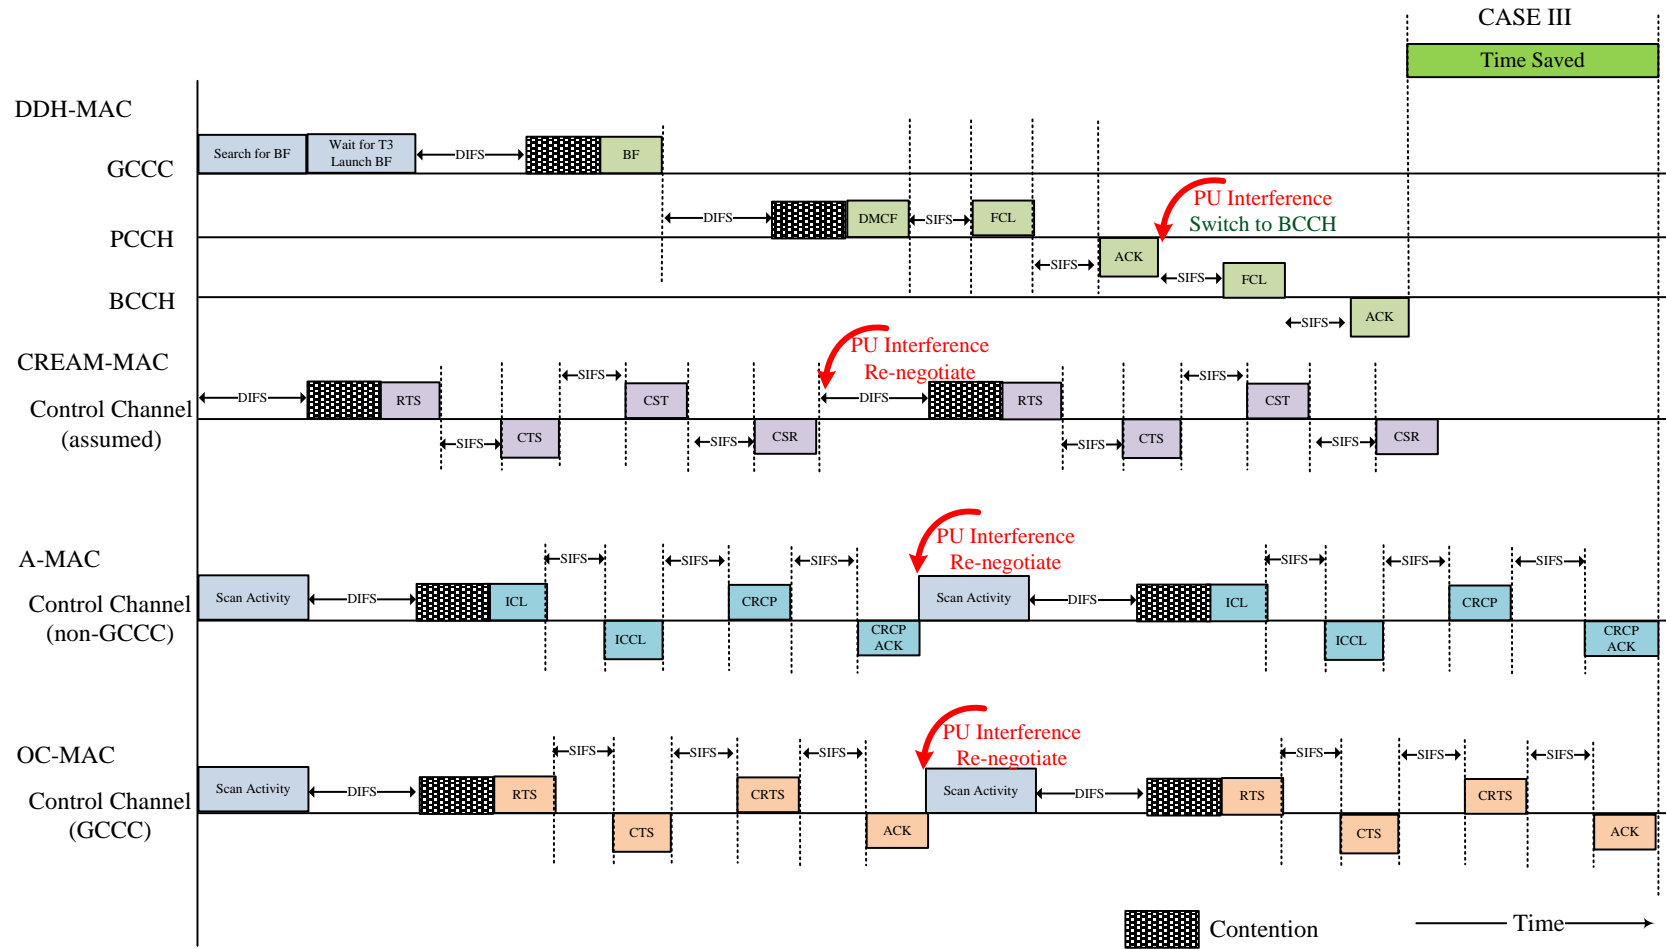 CASE III
Time Saved
DDH-MAC
GCCC
Search for BF
Wait for T3
Launch BF
DIFS
BF
PCCH
DIFS
DMCF
SIFS
FCL
PU Interference
Switch to BCCH
SIFS
ACK
BCCH
SIFS
FCL
SIFS
ACK
CREAM-MAC
Control Channel
(assumed)
DIFS
RTS
SIFS
CTS
SIFS
CST
SIFS
CSR
PU Interference
Re-negotiate
DIFS
RTS
SIFS
CTS
SIFS
CST
SIFS
CSR
A-MAC
Control Channel
(non-GCCC)
Scan Activity
DIFS
ICL
SIFS
ICCL
SIFS
CRCP
SIFS
CRCP
ACK
PU Interference
Re-negotiate
Scan Activity
DIFS
ICL
SIFS
ICCL
SIFS
CRCP
SIFS
CRCP
ACK
OC-MAC
Control Channel
(GCCC)
Scan Activity
DIFS
RTS
SIFS
CTS
SIFS
CRTS
SIFS
ACK
PU Interference
Re-negotiate
Scan Activity
DIFS
RTS
SIFS
CTS
SIFS
CRTS
SIFS
ACK
Contention
Time